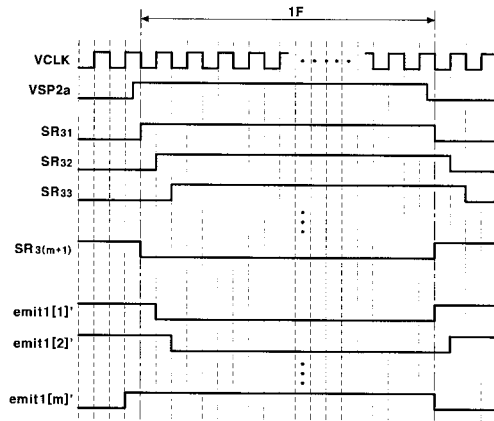 1F
VCLK
VSP2a
SR31
SR32
SR33
SR3(m+1)
emit1[1]'
emit1[2]'
emit1[m]'